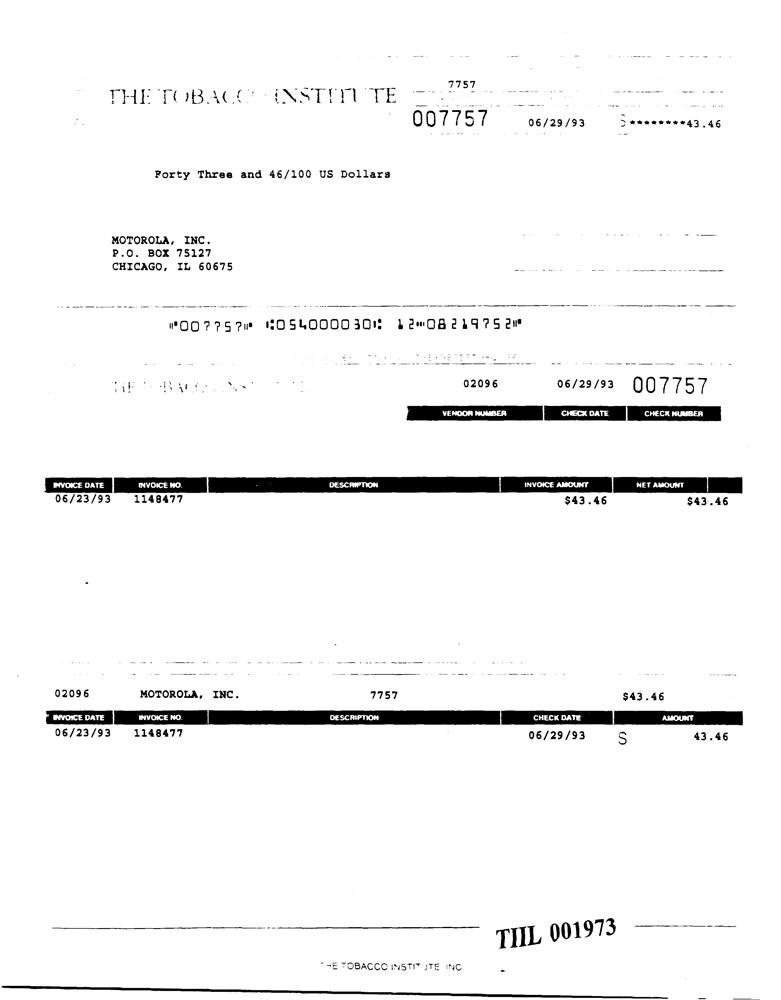 7757
THE TOBACCO INSTITUTE
007757 06/29/93 $********43.46
Forty Three and 46/100 US Dollars
MOTOROLA, INC.
P.O. BOX 75127
CHICAGO, IL 60675
⑈007757⑈ ⑆054000030⑆ 12⑉08219752⑈
THE TOBACCO INSTITUTE 02096 06/29/93 007757
VENDOR NUMBER CHECK DATE CHECK NUMBER
INVOICE DATE INVOICE NO. DESCRIPTION INVOICE AMOUNT NET AMOUNT
06/23/93 1148477 $43.46 $43.46
02096 MOTOROLA, INC. 7757 $43.46
INVOICE DATE INVOICE NO. DESCRIPTION CHECK DATE AMOUNT
06/23/93 1148477 06/29/93 $ 43.46
TIIL 001973
THE TOBACCO INSTITUTE INC